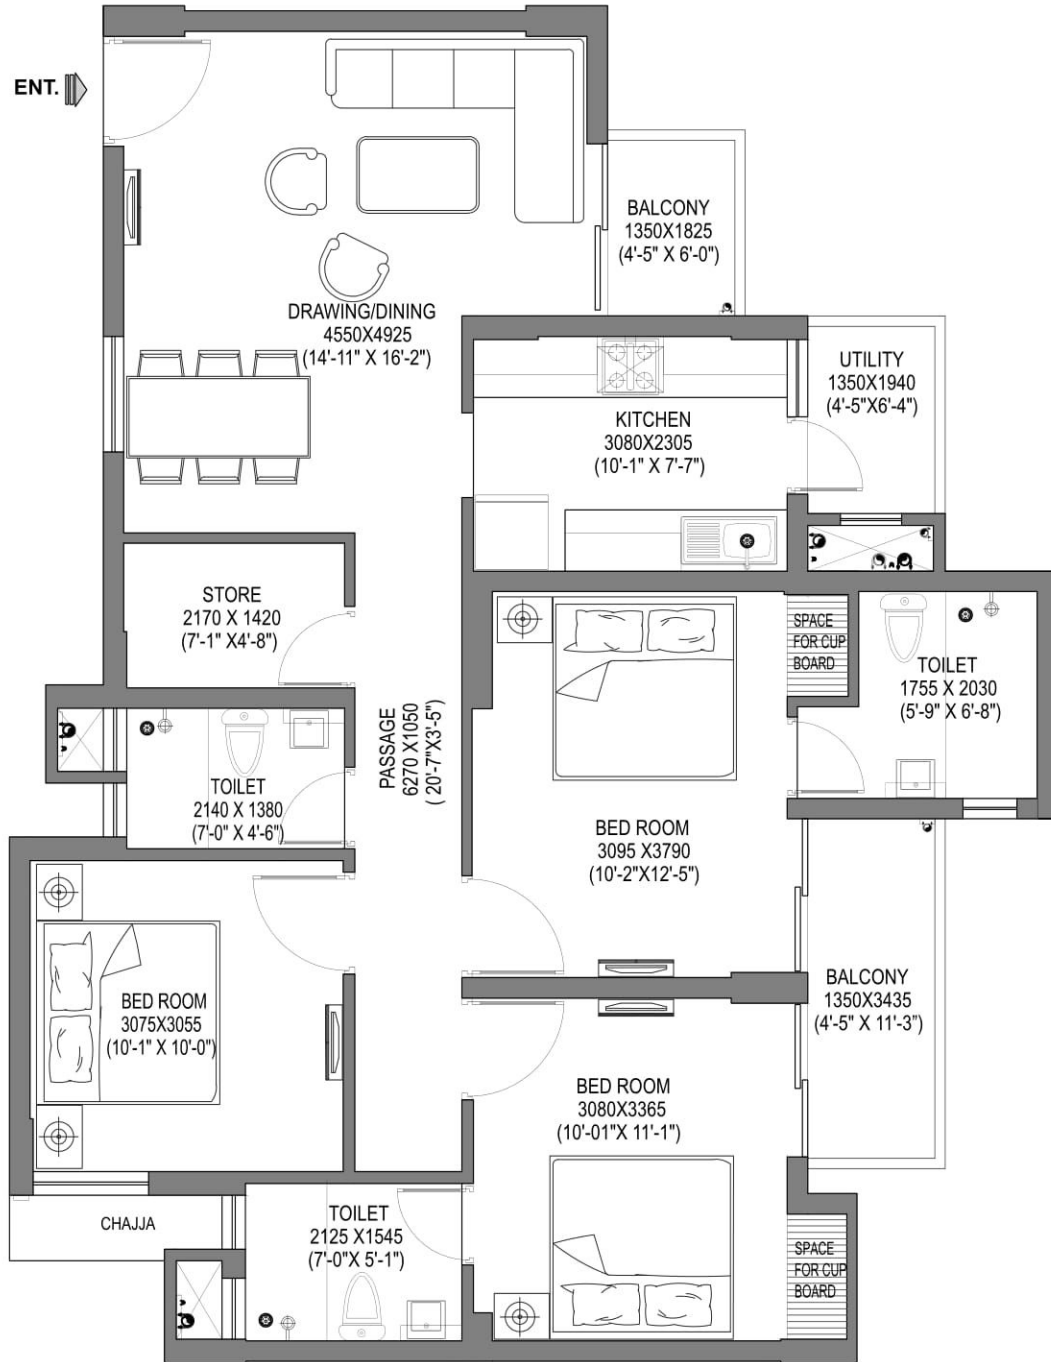 ENT.
BALCONY
1350X1825
(4'-5" X 6'-0")
DRAWING/DINING
4550X4925
(14'-11" X 16'-2")
UTILITY
1350X1940
(4'-5"X6'-4")
KITCHEN
3080X2305
(10'-1" X 7'-7")
STORE
2170 X 1420
(7'-1" X4'-8")
SPACE
FOR CUP
BOARD
TOILET
1755 X 2030
(5'-9" X 6'-8")
PASSAGE
6270 X1050
( 20'-7"X3'-5")
TOILET
2140 X 1380
(7'-0" X 4'-6")
BED ROOM
3095 X3790
(10'-2"X12'-5")
BED ROOM
3075X3055
(10'-1" X 10'-0")
BALCONY
1350X3435
(4'-5" X 11'-3")
BED ROOM
3080X3365
(10'-01"X 11'-1")
CHAJJA
TOILET
2125 X1545
(7'-0"X 5'-1")
SPACE
FOR CUP
BOARD